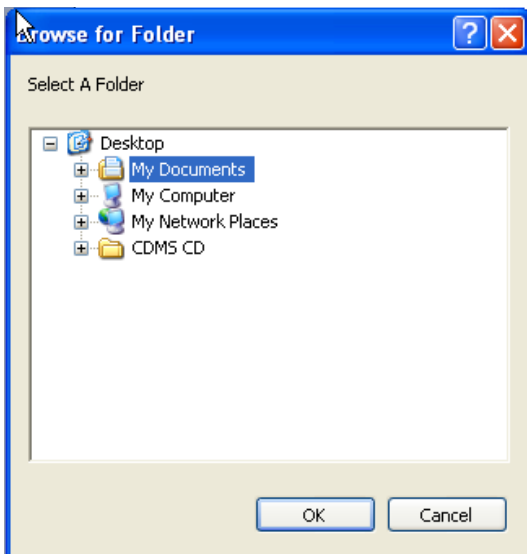 Browse for Folder
Select A Folder
Desktop
My Documents
My Computer
My Network Places
CDMS CD
OK Cancel